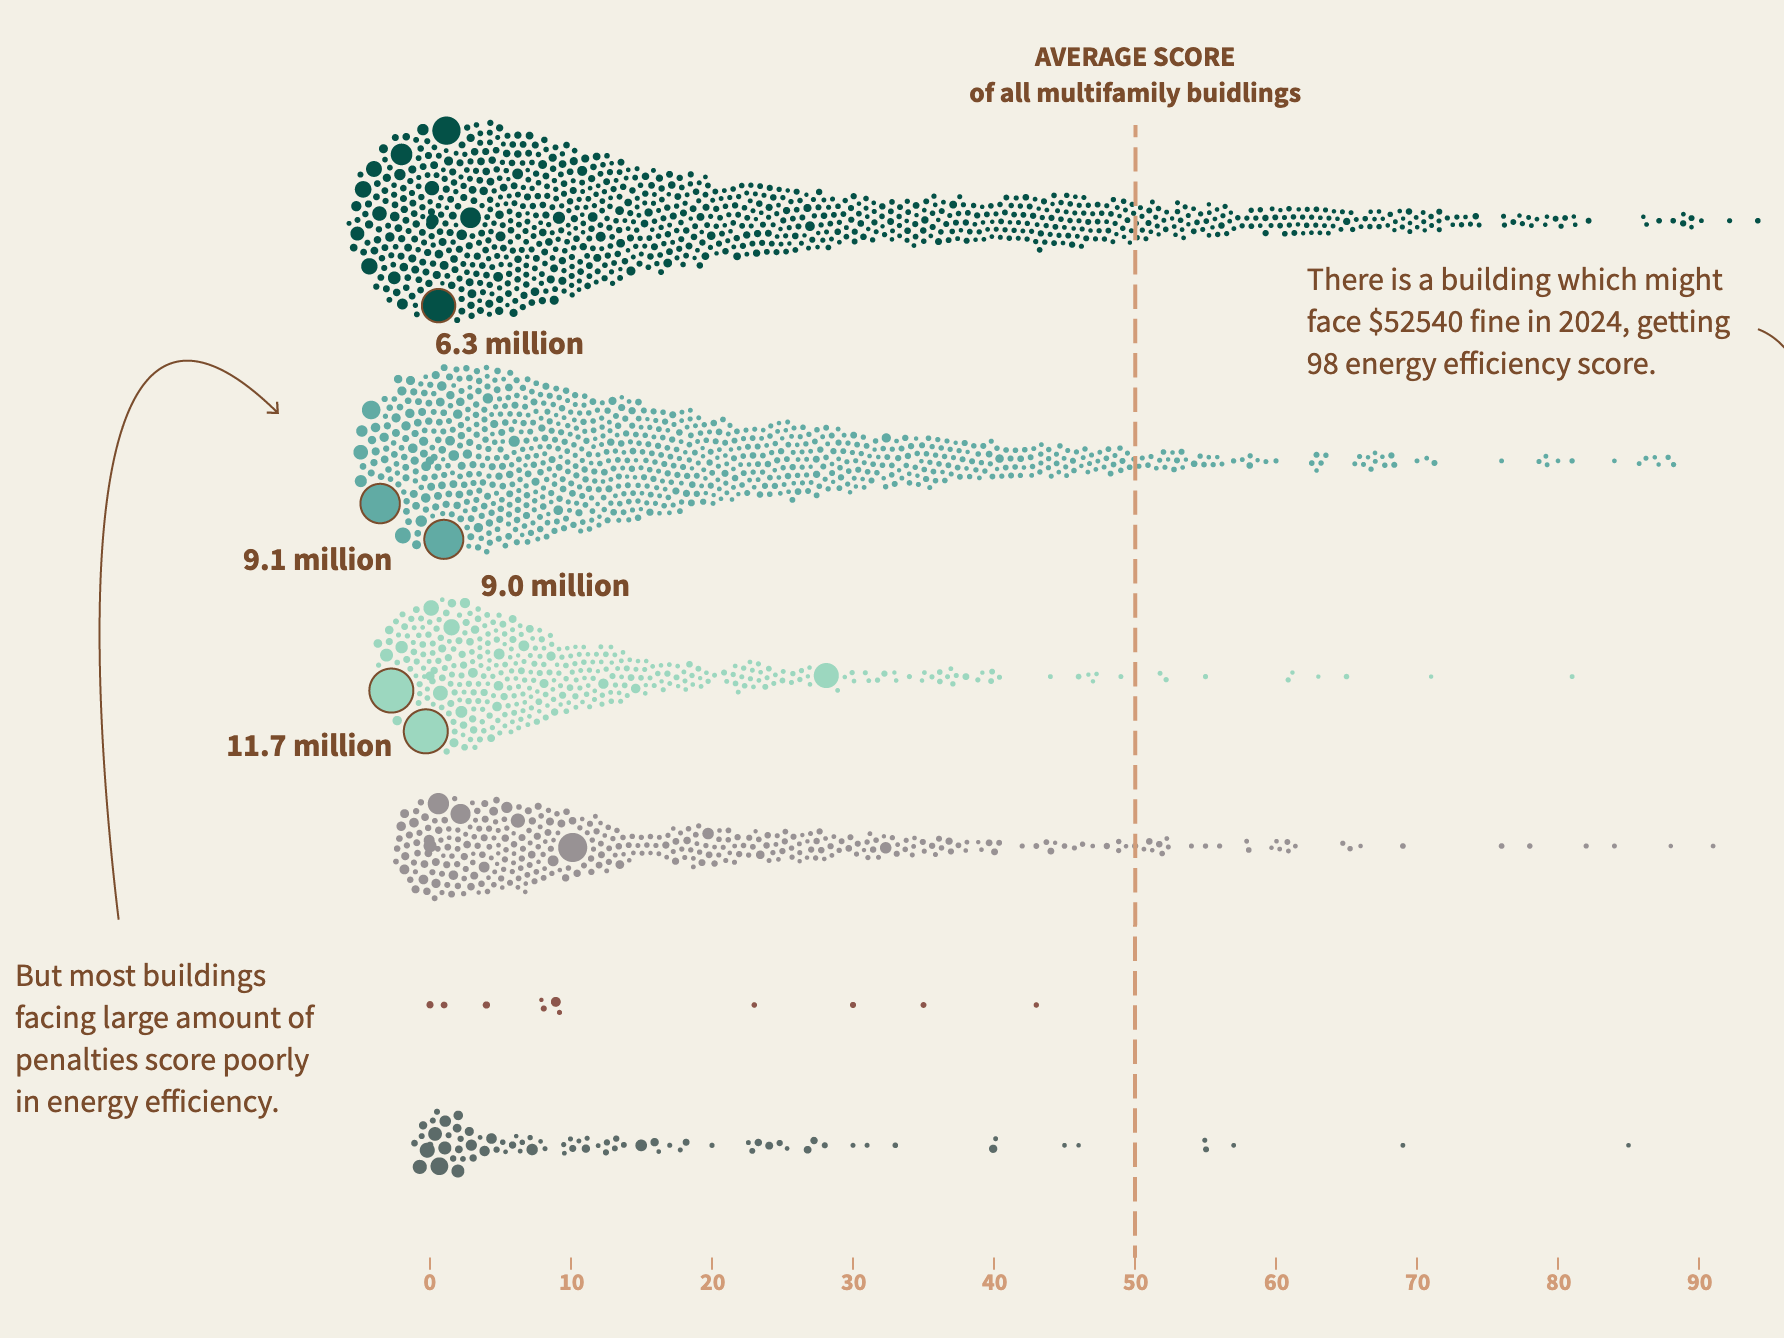 AVERAGE SCORE
of all multifamily buidlings
There is a building which might
face $52540 fine in 2024, getting
98 energy efficiency score.
6.3 million
9.1 million
9.0 million
11.7 million
But most buildings
facing large amount of
penalties score poorly
in energy efficiency.
0 10 20 30 40 50 60 70 80 90